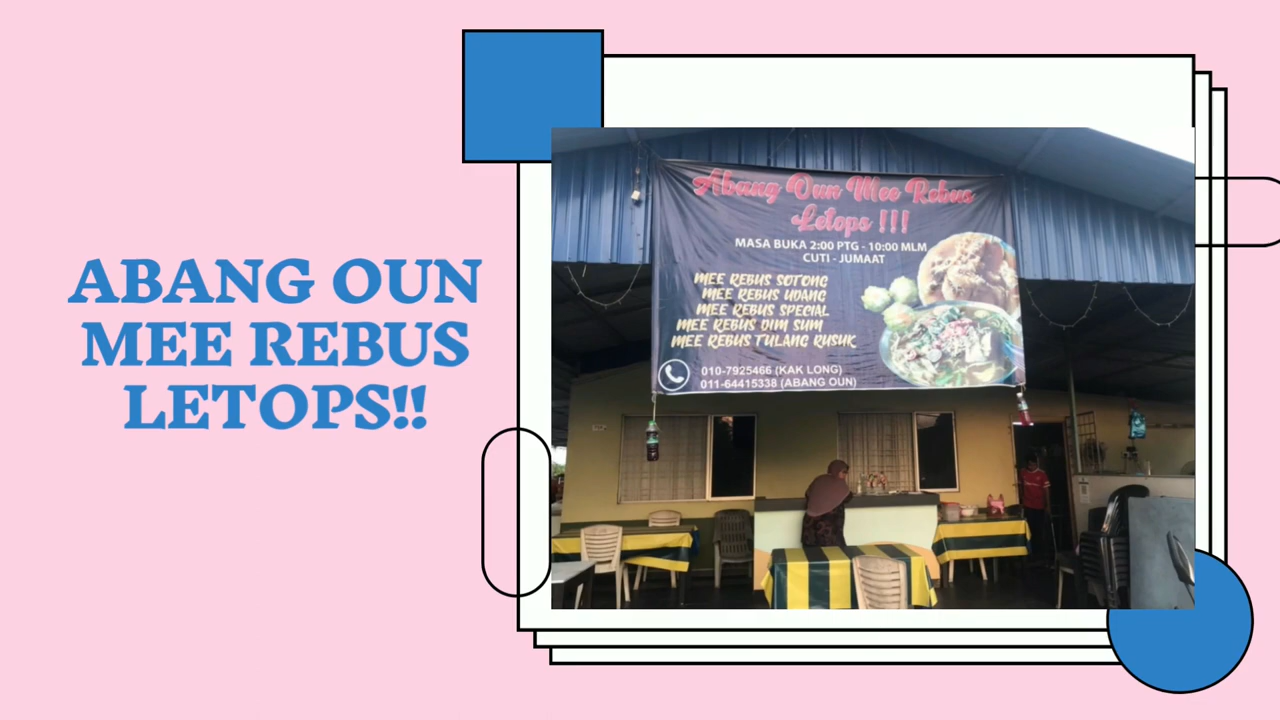 ABANG OUN
MEE REBUS
LETOPS!!
Abang Oun Mee Rebus
Letops !!!
MASA BUKA 2:00 PTG - 10:00 MLM
CUTI - JUMAAT
MEE REBUS SOTONG
MEE REBUS UDANG
MEE REBUS SPECIAL
MEE REBUS DIM SUM
MEE REBUS TULANG RUSUK
010-7925466 (KAK LONG)
011-64415338 (ABANG OUN)